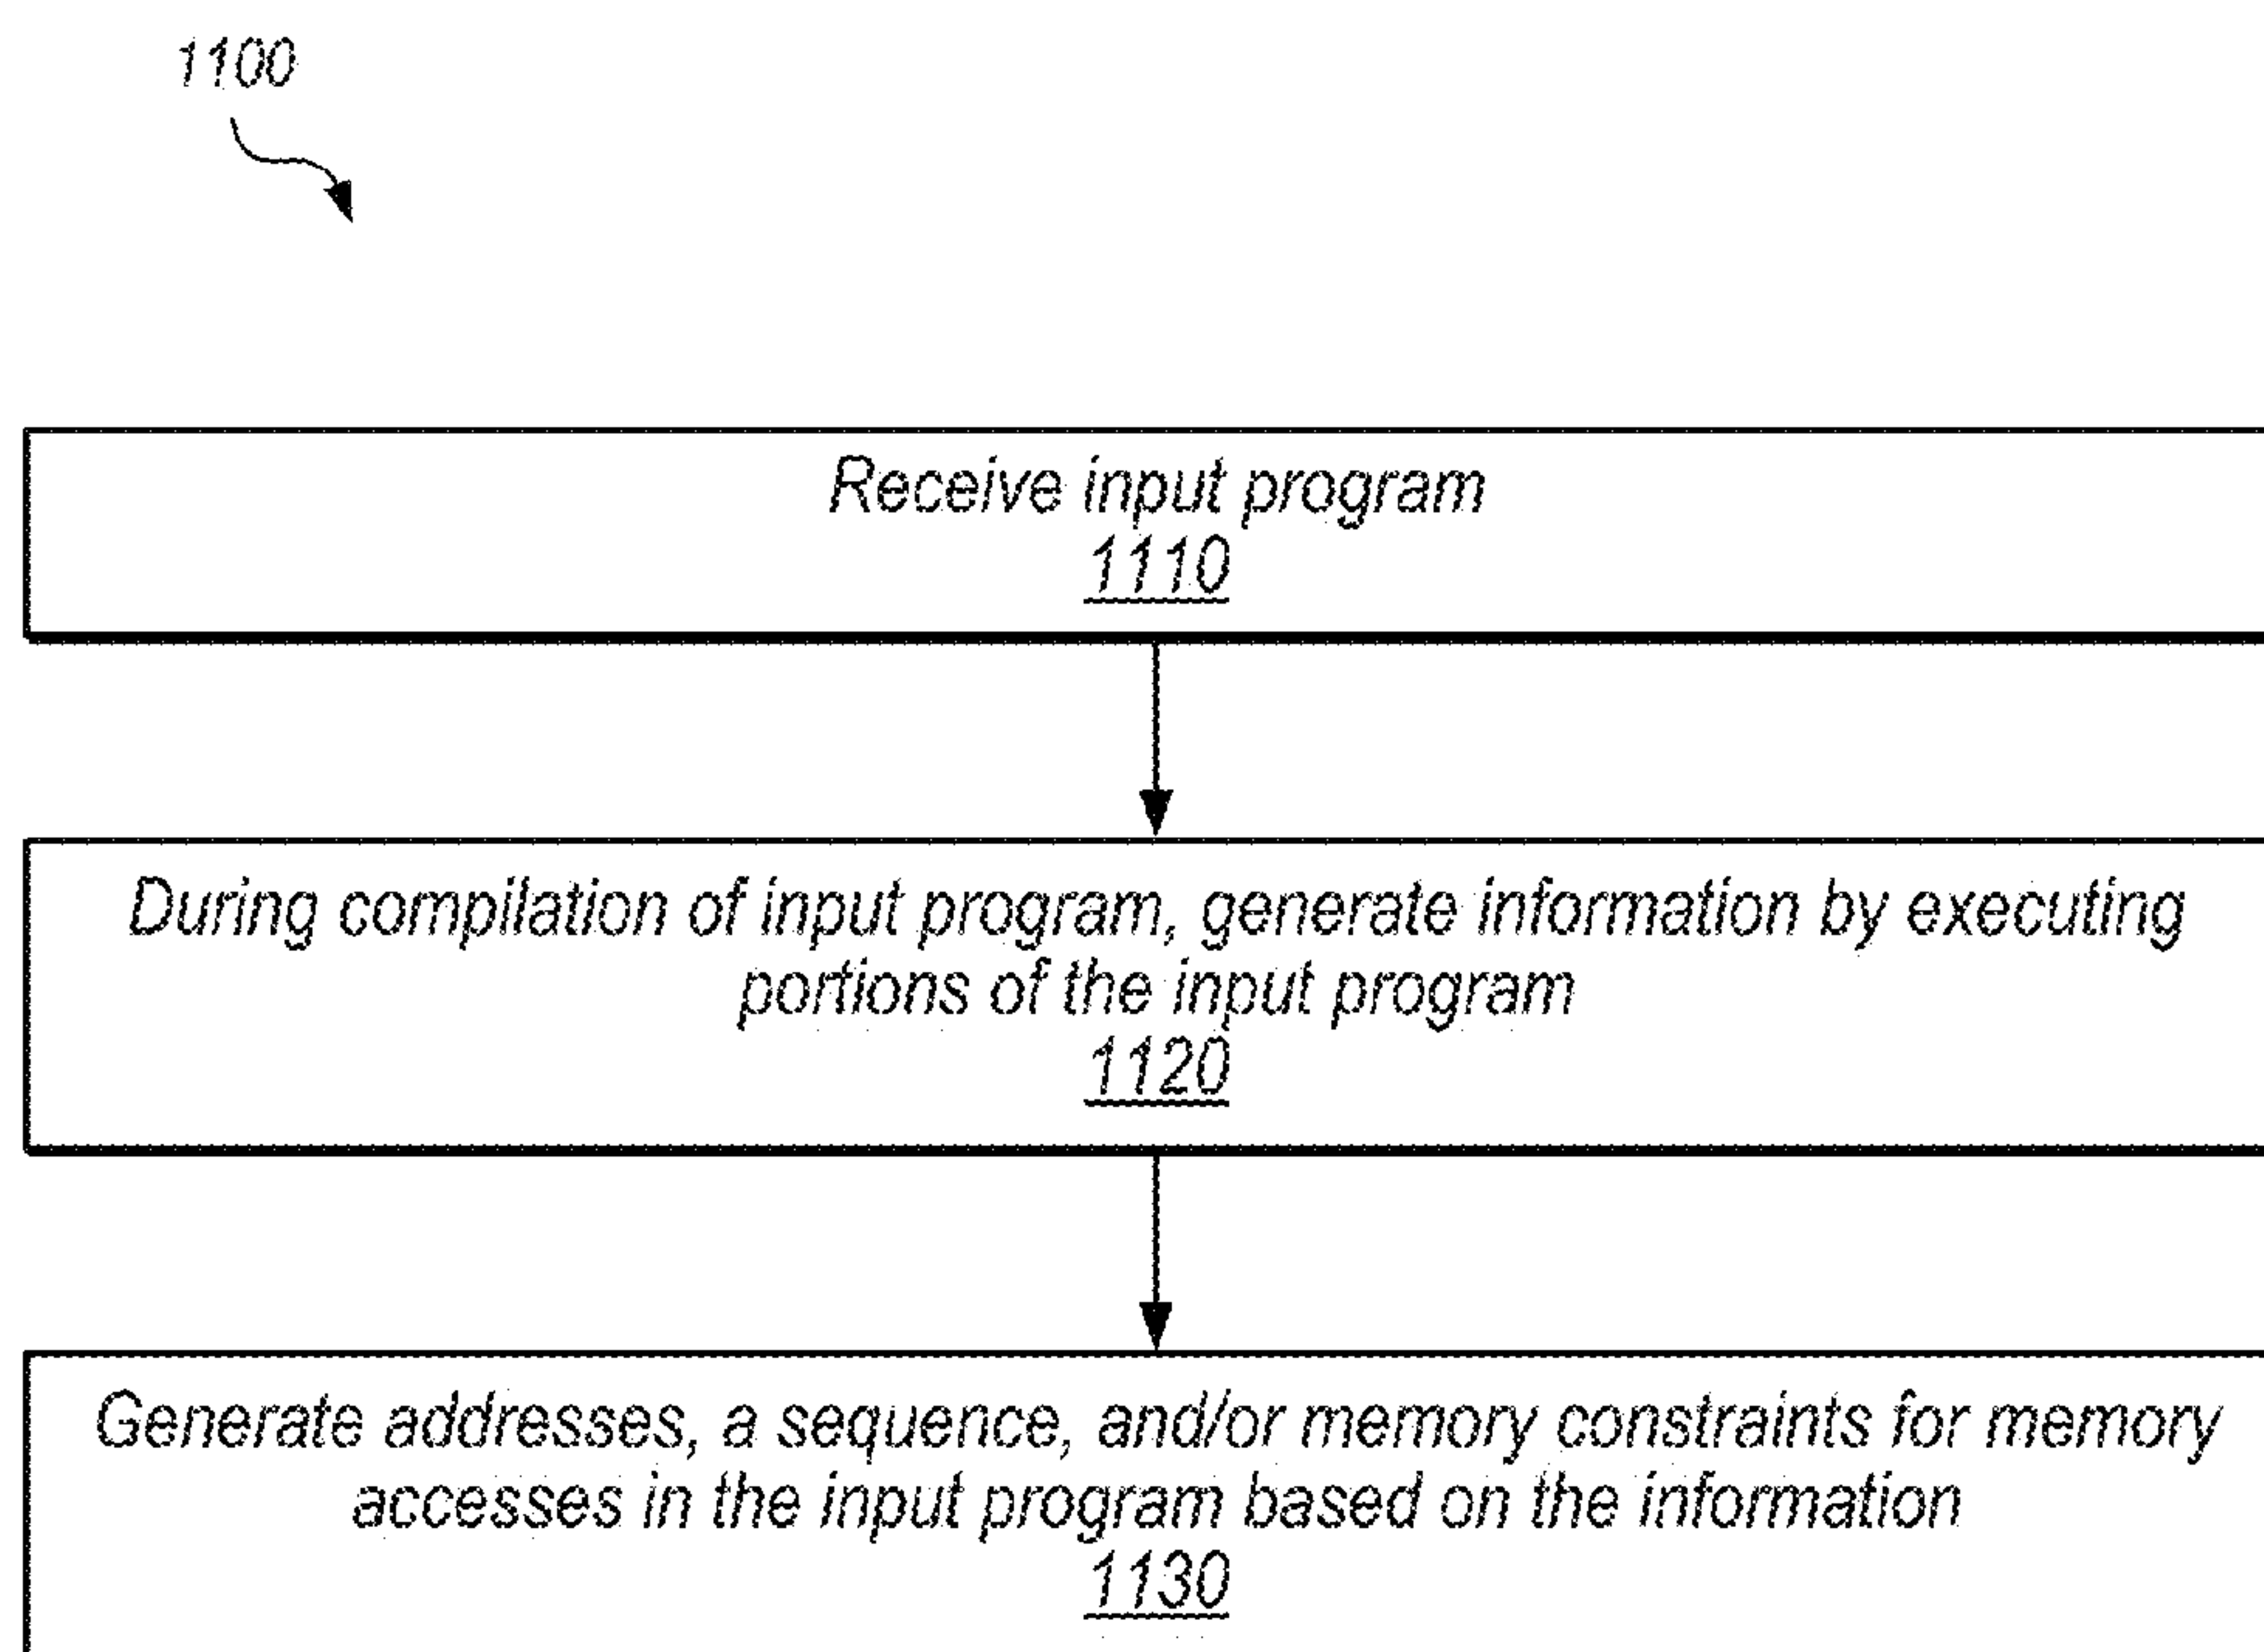 1100
Receive input program
1110
During compilation of input program, generate information by executing
portions of the input program
1120
Generate addresses, a sequence, and/or memory constraints for memory
accesses in the input program based on the information
1130